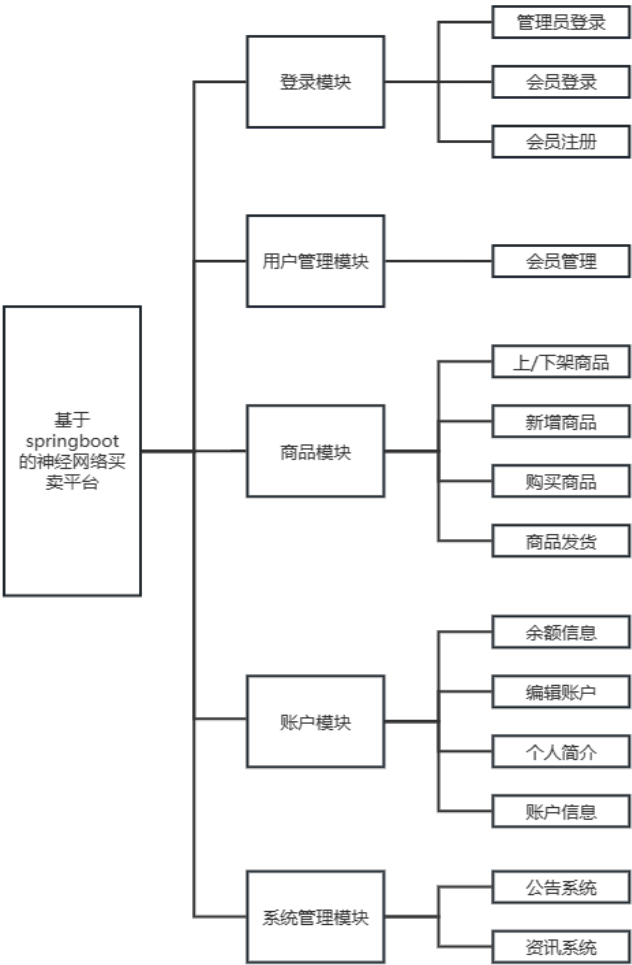 基于
springboot
的神经网络买
卖平台
登录模块
管理员登录
会员登录
会员注册
用户管理模块
会员管理
商品模块
上/下架商品
新增商品
购买商品
商品发货
账户模块
余额信息
编辑账户
个人简介
账户信息
系统管理模块
公告系统
资讯系统